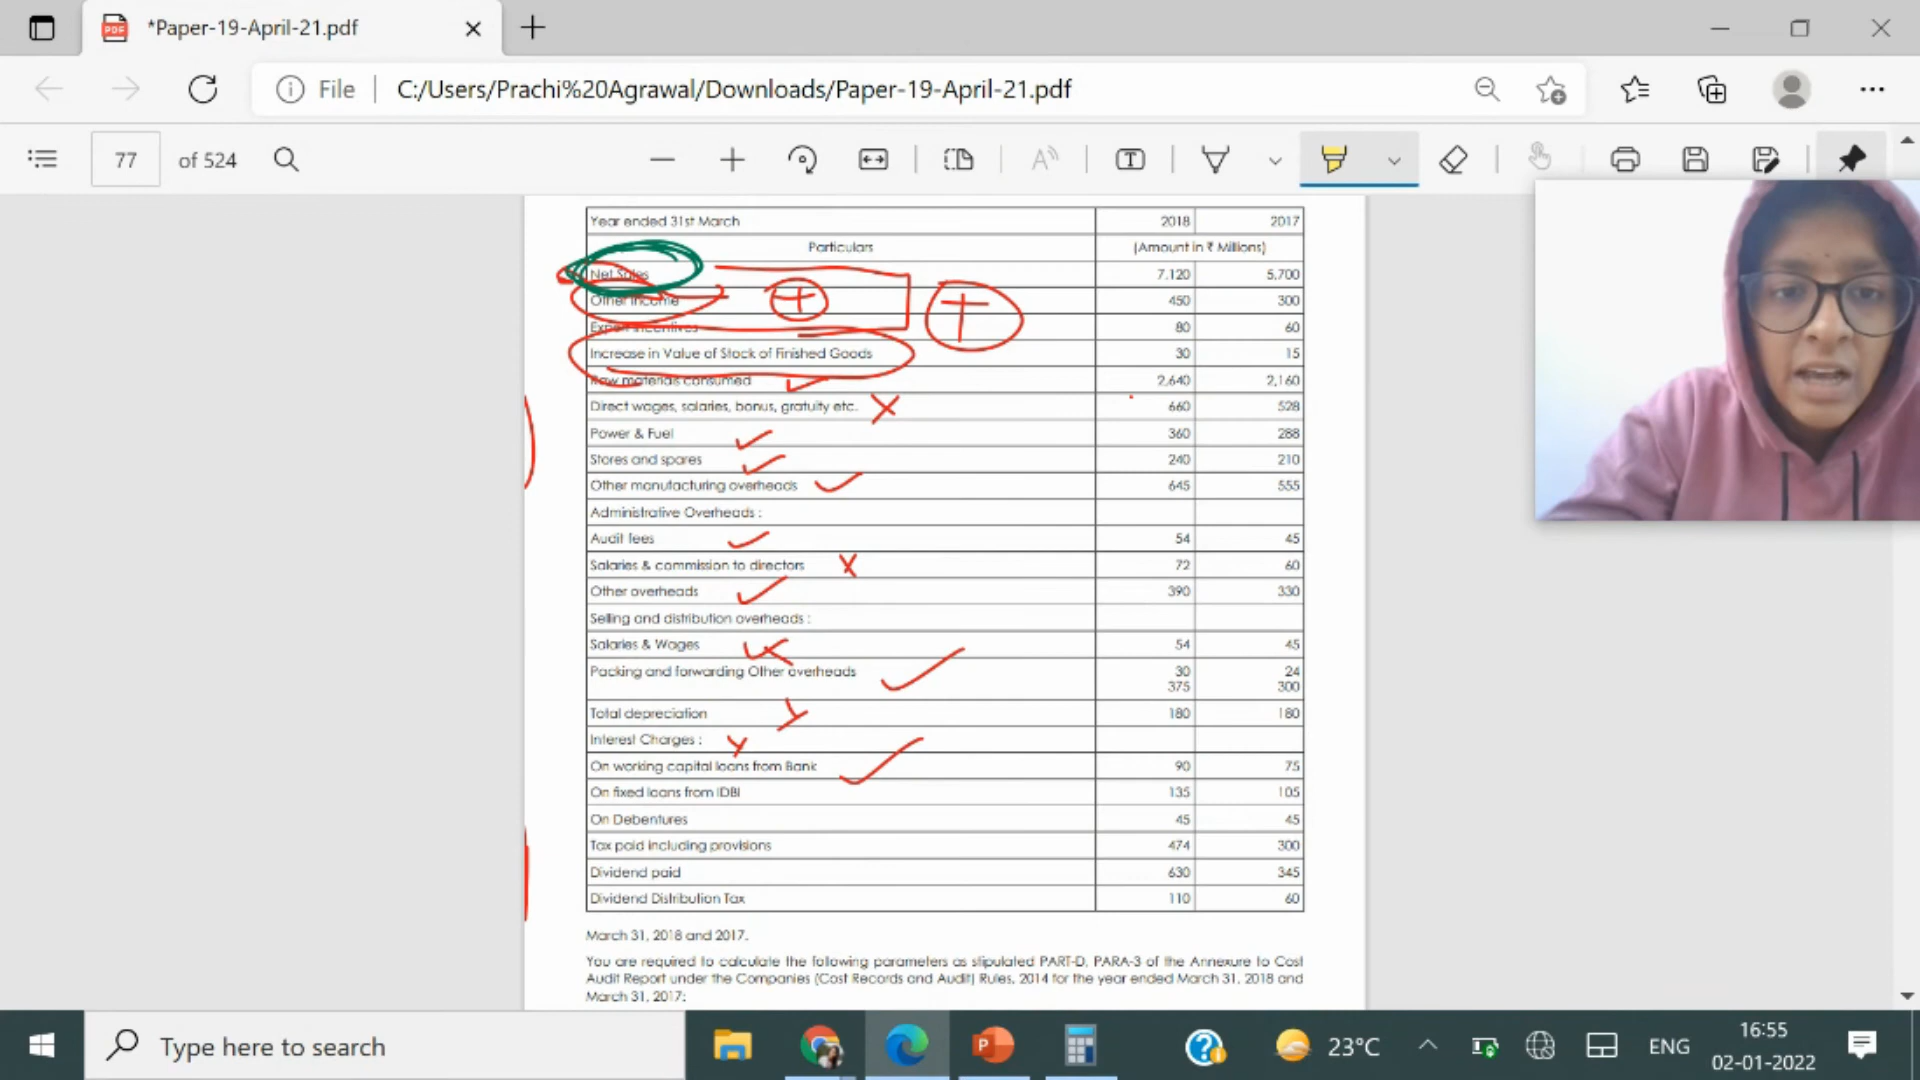 *Paper-19-April-21.pdf
File C:/Users/Prachi%20Agrawal/Downloads/Paper-19-April-21.pdf
77 of 524
Year ended 31st March 2018 2017
Particulars (Amount in ₹ Millions)
Net Sales 7,120 5,700
Other Income 450 300
Export Incentives 80 60
Increase in Value of Stock of Finished Goods 30 15
Raw materials consumed 2,640 2,160
Direct wages, salaries, bonus, gratuity etc. 660 528
Power & Fuel 360 288
Stores and spares 240 210
Other manufacturing overheads 645 555
Administrative Overheads :
Audit fees 54 45
Salaries & commission to directors 72 60
Other overheads 390 330
Selling and distribution overheads :
Salaries & Wages 54 45
Packing and forwarding Other overheads 30 24
375 300
Total depreciation 180 180
Interest Charges :
On working capital loans from Bank 90 75
On fixed loans from IDBI 135 105
On Debentures 45 45
Tax paid including provisions 474 300
Dividend paid 630 345
Dividend Distribution Tax 110 60
March 31, 2018 and 2017.
You are required to calculate the following parameters as stipulated PART-D, PARA-3 of the Annexure to Cost
Audit Report under the Companies (Cost Records and Audit) Rules, 2014 for the year ended March 31, 2018 and
March 31, 2017:
Type here to search
23°C
ENG
16:55
02-01-2022